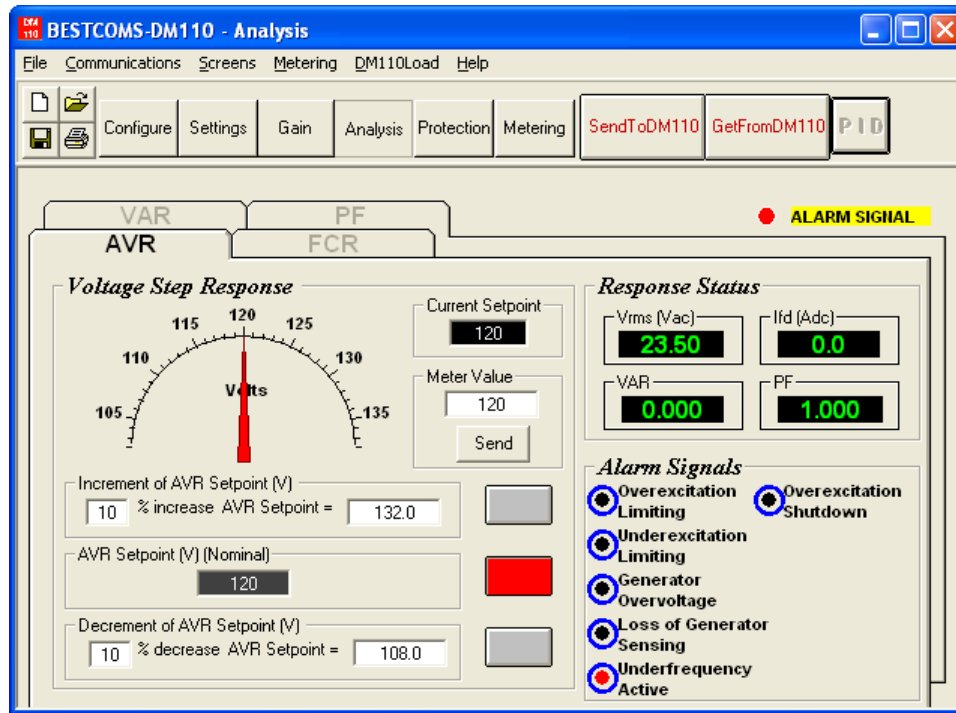 DM 110 BESTCOMS-DM110 - Analysis
File Communications Screens Metering DM110Load Help
Configure Settings Gain Analysis Protection Metering SendToDM110 GetFromDM110 PID
VAR PF
ALARM SIGNAL
AVR FCR
Voltage Step Response
105 110 115 120 125 130 135
Volts
Current Setpoint
120
Meter Value
120
Send
Increment of AVR Setpoint (V)
10 % increase AVR Setpoint = 132.0
AVR Setpoint (V) (Nominal)
120
Decrement of AVR Setpoint (V)
10 % decrease AVR Setpoint = 108.0
Response Status
Vrms (Vac) Ifd (Adc)
23.50 0.0
VAR PF
0.000 1.000
Alarm Signals
Overexcitation
Limiting
Overexcitation
Shutdown
Underexcitation
Limiting
Generator
Overvoltage
Loss of Generator
Sensing
Underfrequency
Active